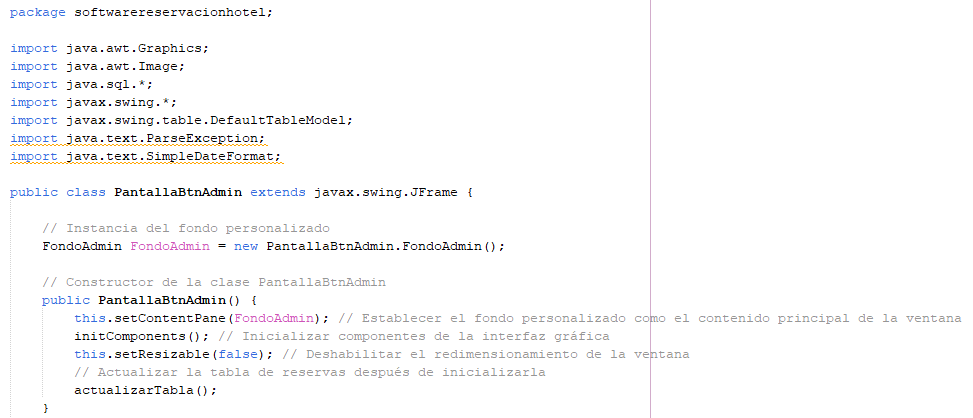 package softwarereservacionhotel;
import java.awt.Graphics;
import java.awt.Image;
import java.sql.*;
import javax.swing.*;
import javax.swing.table.DefaultTableModel;
import java.text.ParseException;
import java.text.SimpleDateFormat;
public class PantallaBtnAdmin extends javax.swing.JFrame {
// Instancia del fondo personalizado
FondoAdmin FondoAdmin = new PantallaBtnAdmin.FondoAdmin();
// Constructor de la clase PantallaBtnAdmin
public PantallaBtnAdmin() {
this.setContentPane(FondoAdmin); // Establecer el fondo personalizado como el contenido principal de la ventana
initComponents(); // Inicializar componentes de la interfaz gráfica
this.setResizable(false); // Deshabilitar el redimensionamiento de la ventana
// Actualizar la tabla de reservas después de inicializarla
actualizarTabla();
}